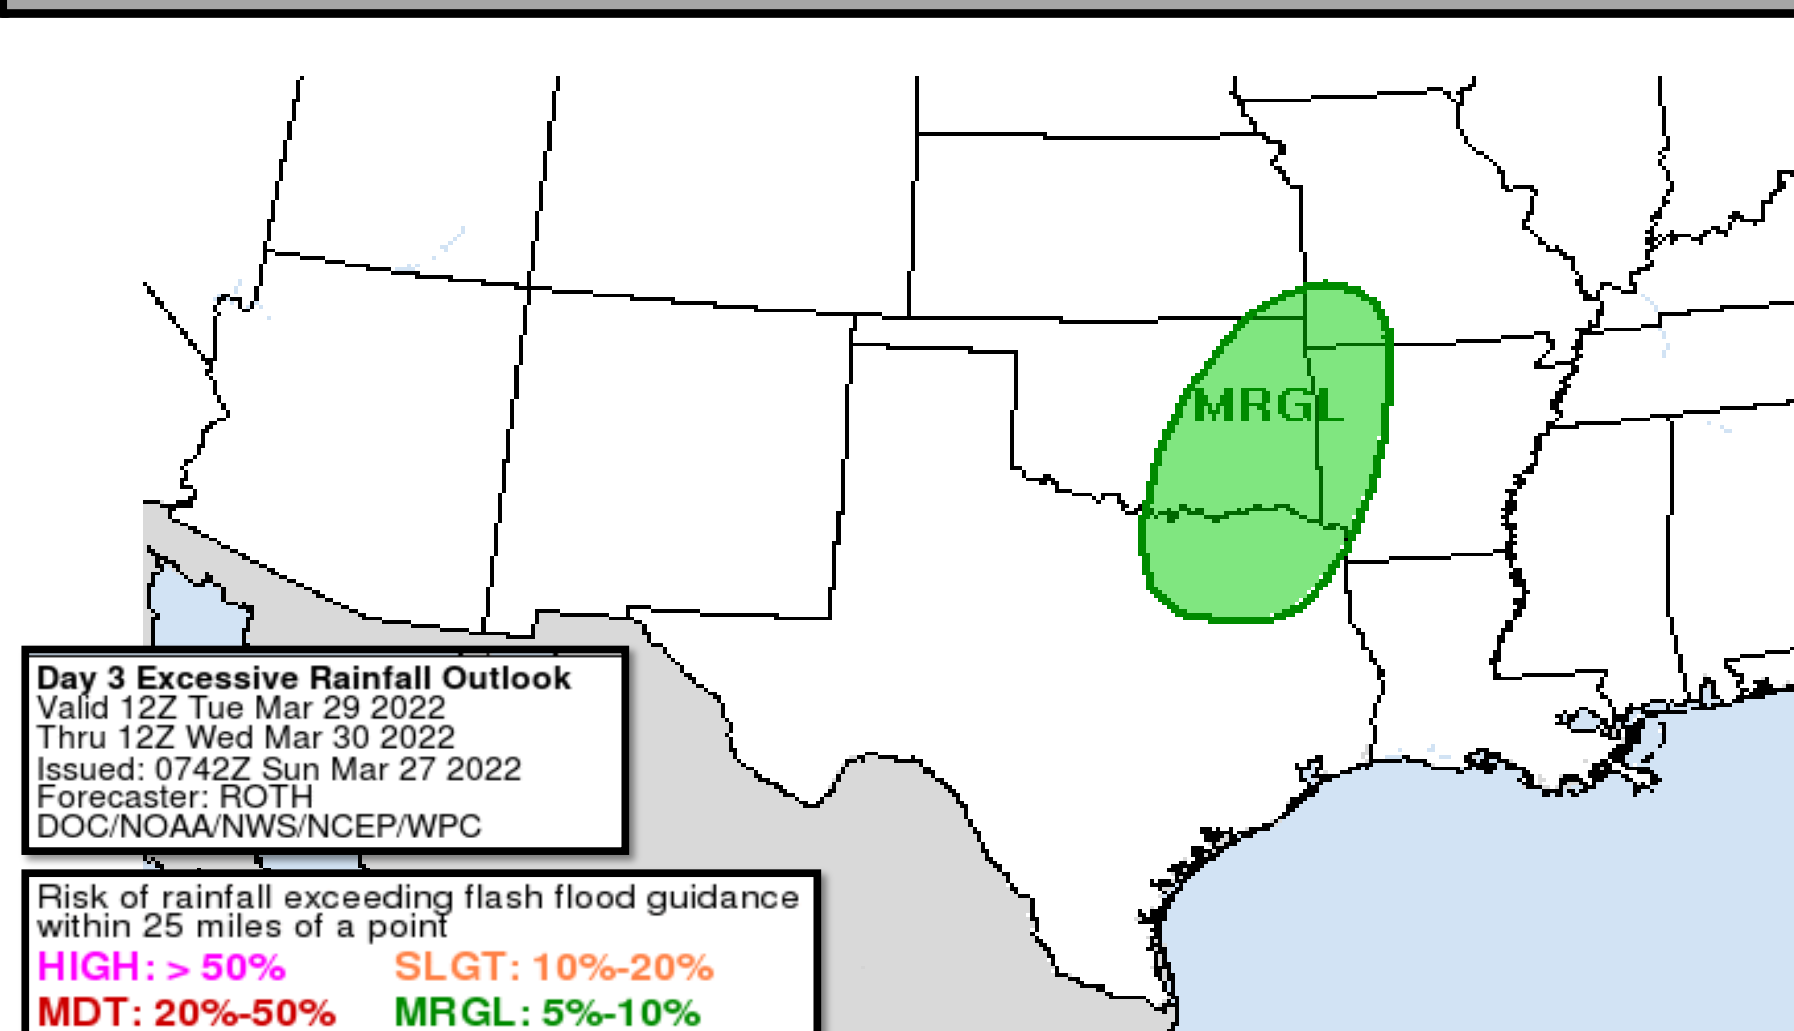 MRGL
Day 3 Excessive Rainfall Outlook
Valid 12Z Tue Mar 29 2022
Thru 12Z Wed Mar 30 2022
Issued: 0742Z Sun Mar 27 2022
Forecaster: ROTH
DOC/NOAA/NWS/NCEP/WPC
Risk of rainfall exceeding flash flood guidance
within 25 miles of a point
HIGH: > 50% SLGT: 10%-20%
MDT: 20%-50% MRGL: 5%-10%